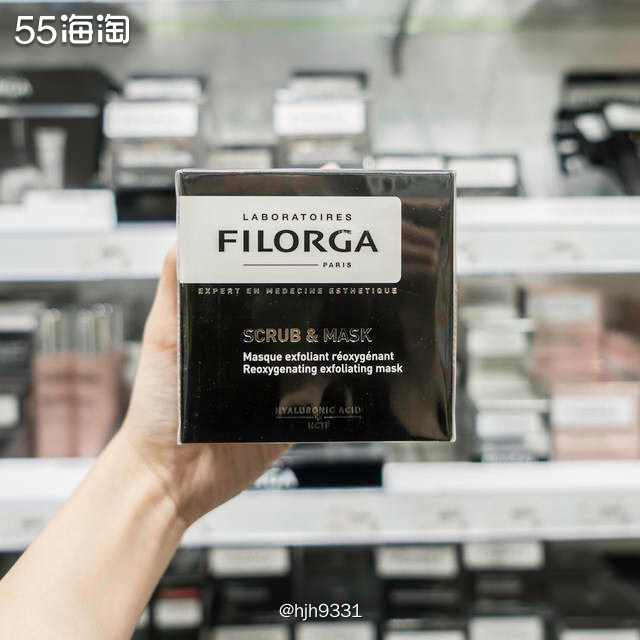 55海淘
LABORATOIRES
FILORGA
PARIS
EXPERT EN MEDECINE ESTHETIQUE
SCRUB & MASK
Masque exfoliant réoxygénant
Reoxygenating exfoliating mask
HYALURONIC ACID
NCTF
@hjh9331